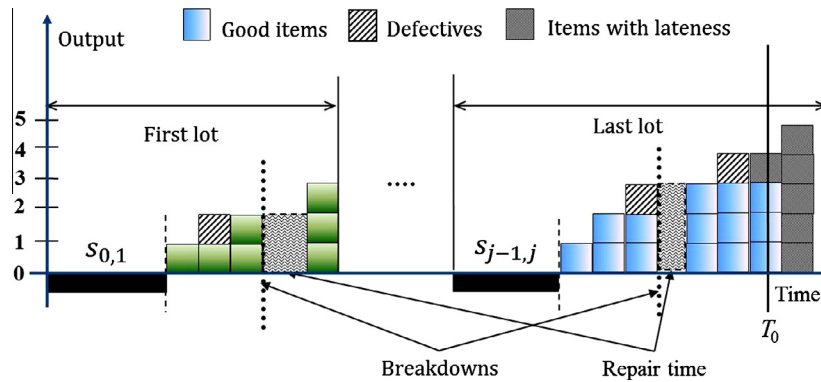 Output
Good items
Defectives
Items with lateness
5
4
3
2
1
0
First lot
....
Last lot
s0,1
sj−1,j
Time
T0
Breakdowns
Repair time